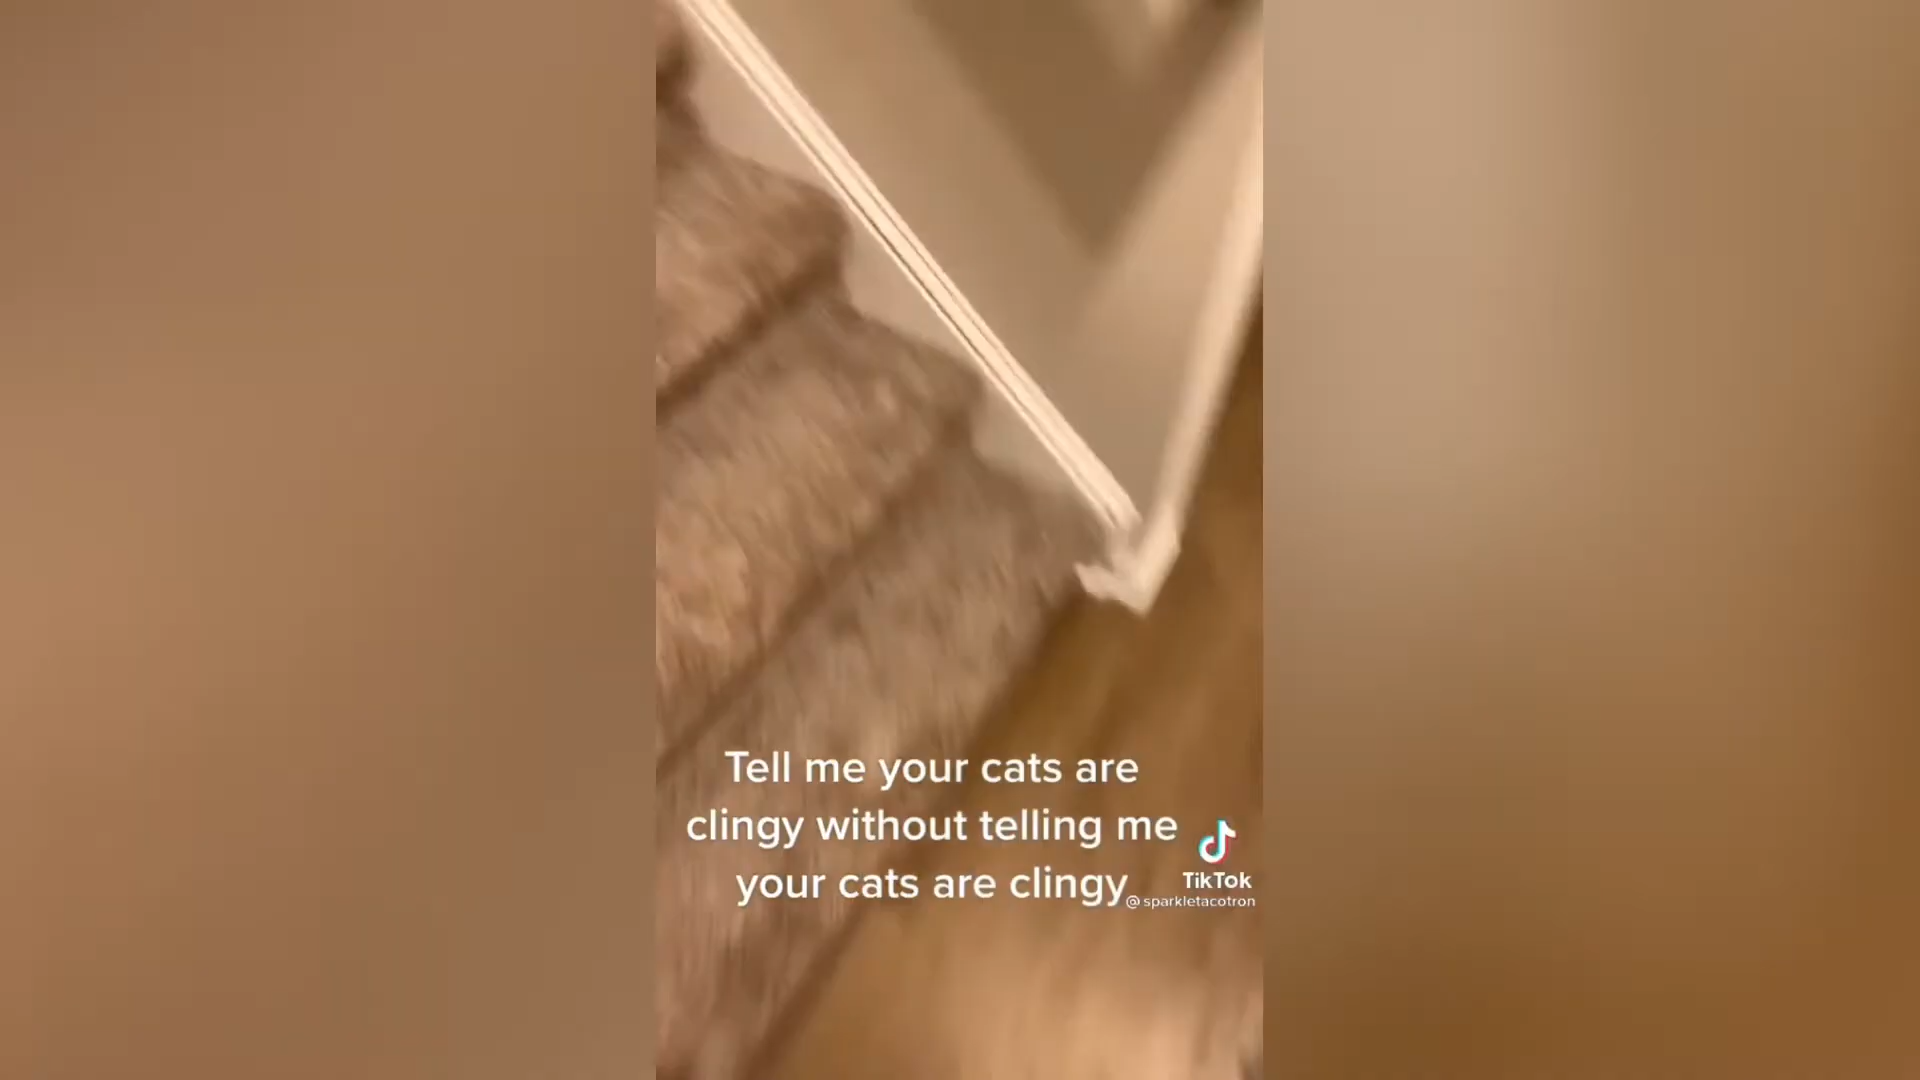 Tell me your cats are
clingy without telling me
your cats are clingy
TikTok
@sparkletacotron